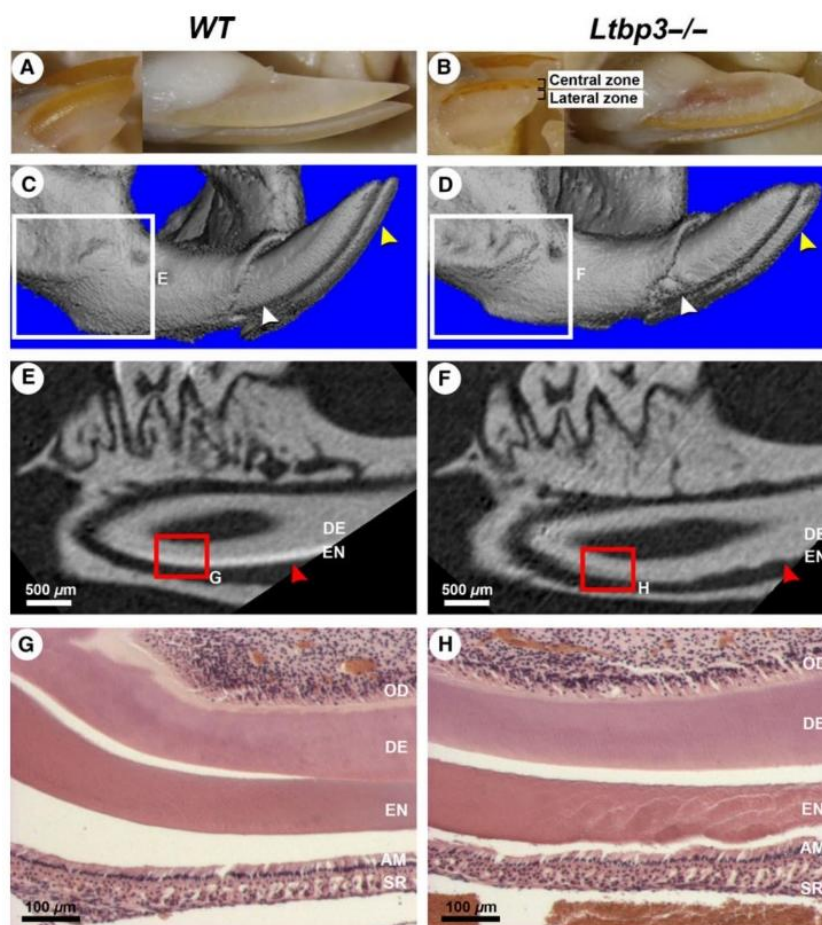 WT
Ltbp3–/–
A
B
Central zone
Lateral zone
C
E
D
F
E
DE
EN
G
500 µm
F
DE
EN
H
500 µm
G
OD
DE
EN
AM
SR
100 µm
H
OD
DE
EN
AM
SR
100 µm